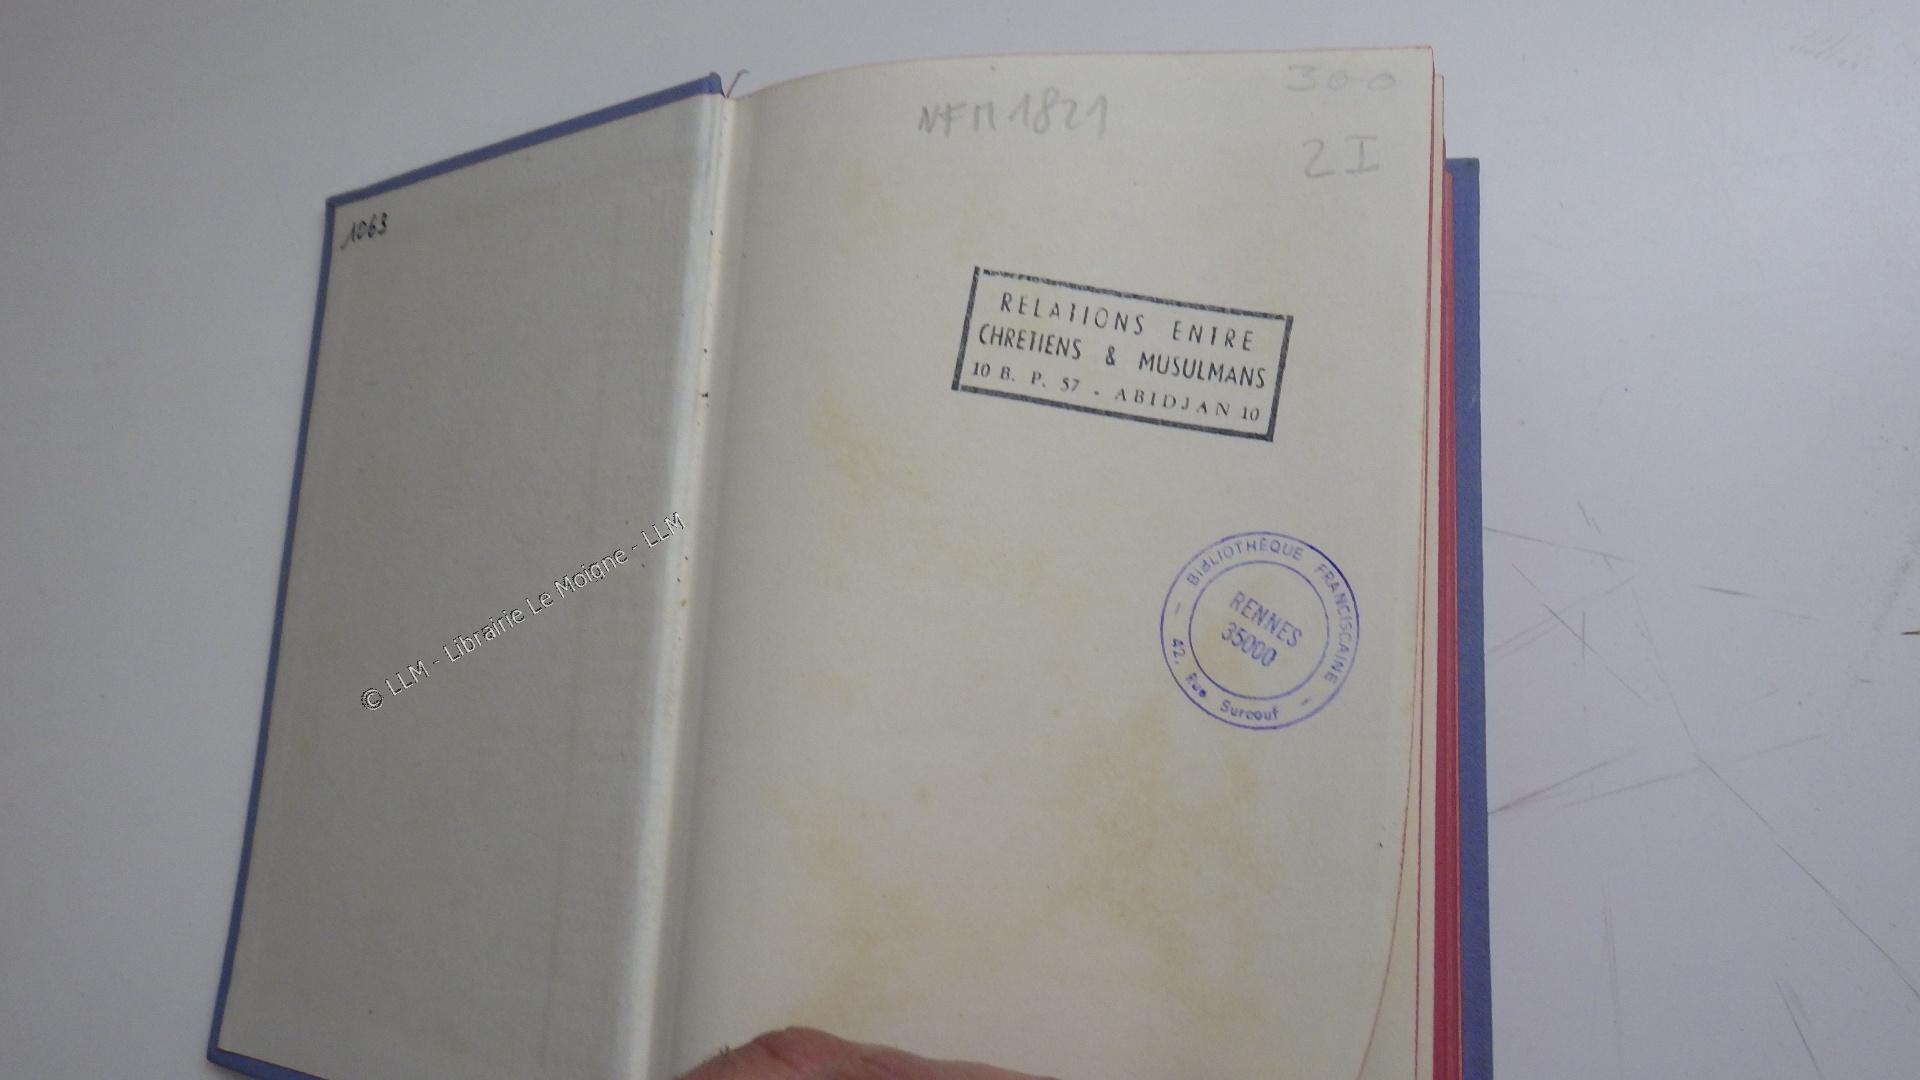 1063
NFM 1821
300
2 I
RELATIONS ENTRE
CHRETIENS & MUSULMANS
10 B. P. 57 - ABIDJAN 10
BIBLIOTHÈQUE FRANCISCAINE
RENNES
35000
- 42, Rue Surcouf -
© LLM - Librairie Le Moigne - LLM